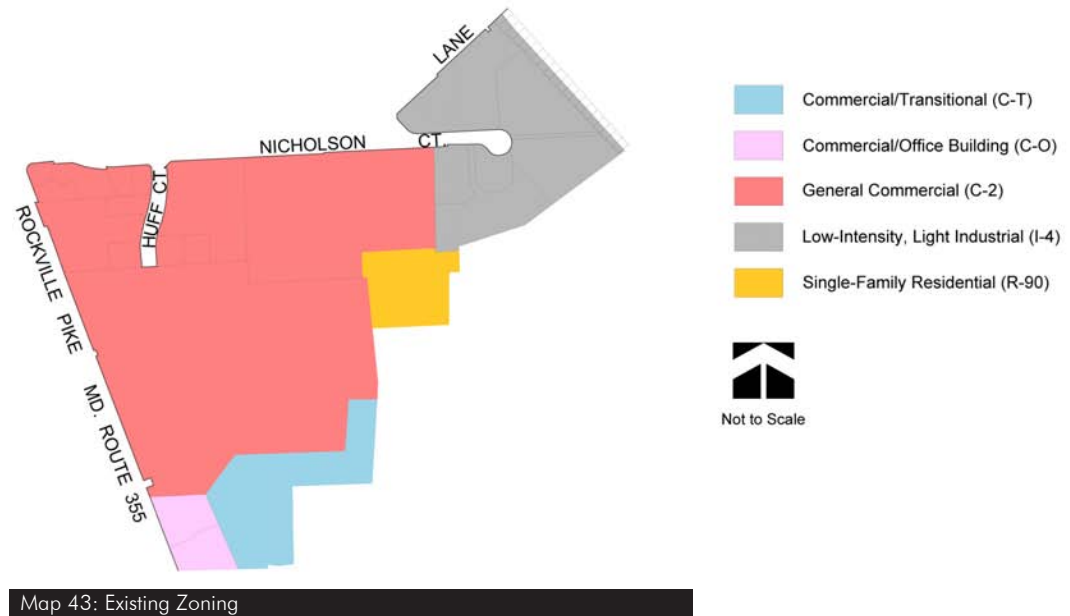 LANE
NICHOLSON CT.
HUFF CT.
ROCKVILLE PIKE MD. ROUTE 355
Commercial/Transitional (C-T)
Commercial/Office Building (C-O)
General Commercial (C-2)
Low-Intensity, Light Industrial (I-4)
Single-Family Residential (R-90)
Not to Scale
Map 43: Existing Zoning